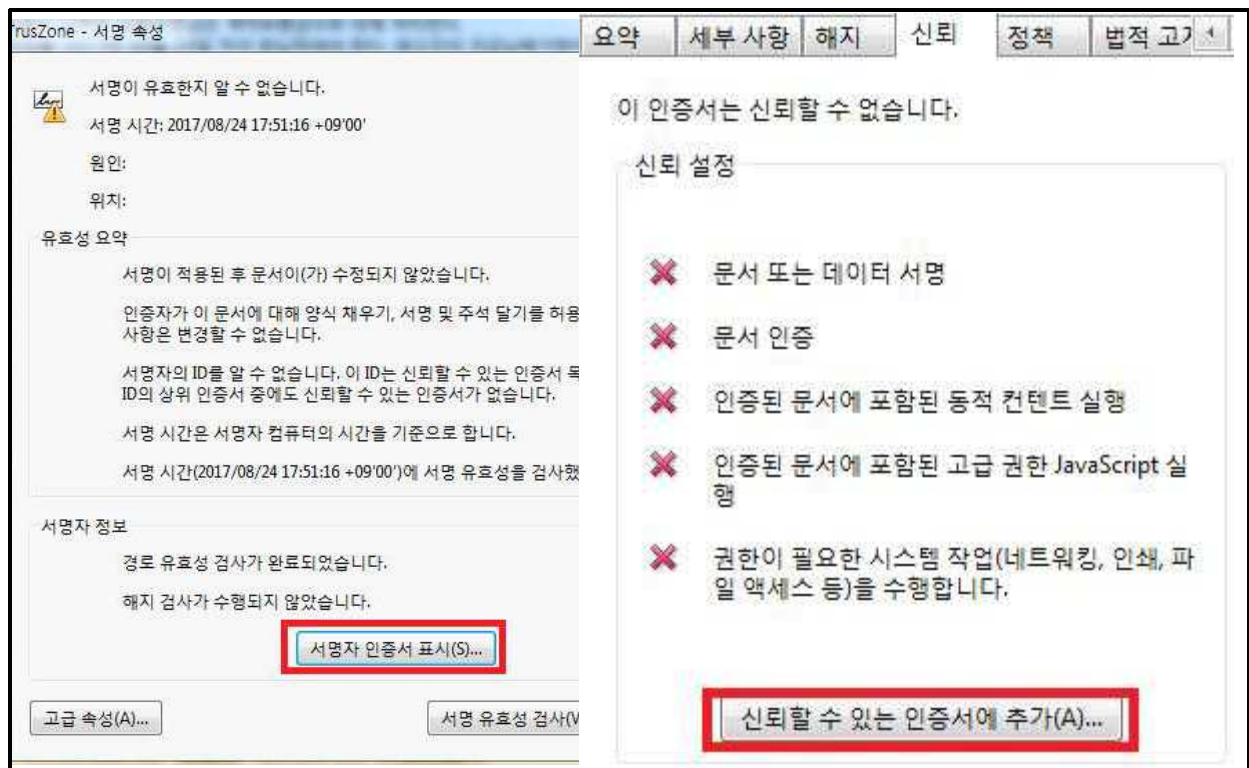 rusZone - 서명 속성
서명이 유효한지 알 수 없습니다.
서명 시간: 2017/08/24 17:51:16 +09'00'
원인:
위치:
유효성 요약
서명이 적용된 후 문서이(가) 수정되지 않았습니다.
인증자가 이 문서에 대해 양식 채우기, 서명 및 주석 달기를 허용
사항은 변경할 수 없습니다.
서명자의 ID를 알 수 없습니다. 이 ID는 신뢰할 수 있는 인증서 목
ID의 상위 인증서 중에도 신뢰할 수 있는 인증서가 없습니다.
서명 시간은 서명자 컴퓨터의 시간을 기준으로 합니다.
서명 시간(2017/08/24 17:51:16 +09'00')에 서명 유효성을 검사했
서명자 정보
경로 유효성 검사가 완료되었습니다.
해지 검사가 수행되지 않았습니다.
서명자 인증서 표시(S)...
고급 속성(A)...
서명 유효성 검사(V
요약
세부 사항
해지
신뢰
정책
법적 고지
이 인증서는 신뢰할 수 없습니다.
신뢰 설정
문서 또는 데이터 서명
문서 인증
인증된 문서에 포함된 동적 컨텐트 실행
인증된 문서에 포함된 고급 권한 JavaScript 실
행
권한이 필요한 시스템 작업(네트워킹, 인쇄, 파
일 액세스 등)을 수행합니다.
신뢰할 수 있는 인증서에 추가(A)...